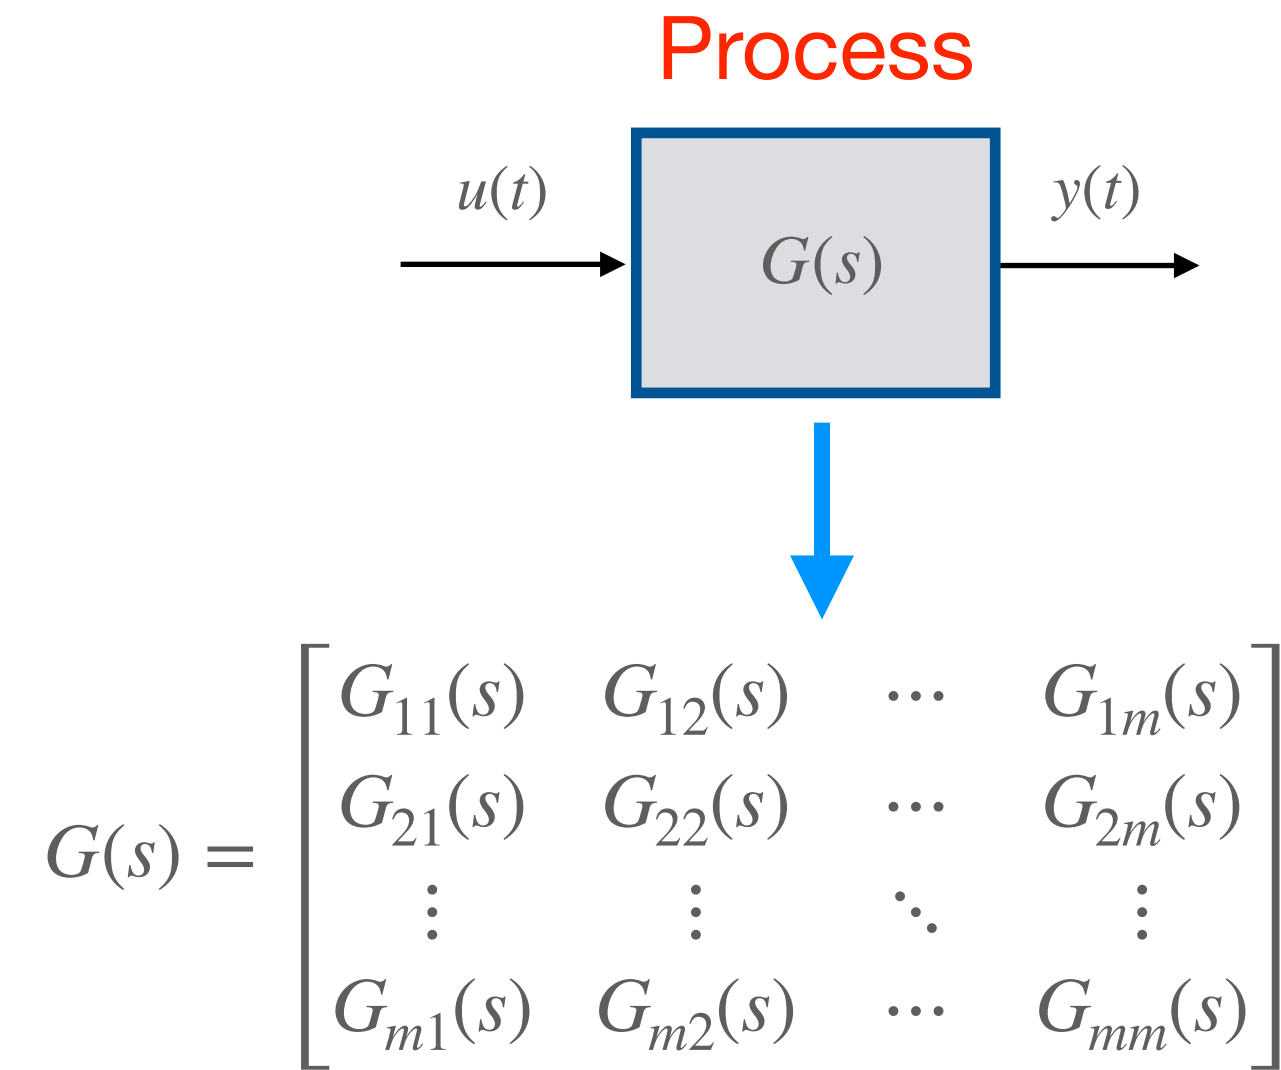 Process
u(t)
G(s)
y(t)
G(s) =
G₁₁(s) G₁₂(s) ⋯ G₁ₘ(s)
G₂₁(s) G₂₂(s) ⋯ G₂ₘ(s)
⋮ ⋮ ⋱ ⋮
Gₘ₁(s) Gₘ₂(s) ⋯ Gₘₘ(s)